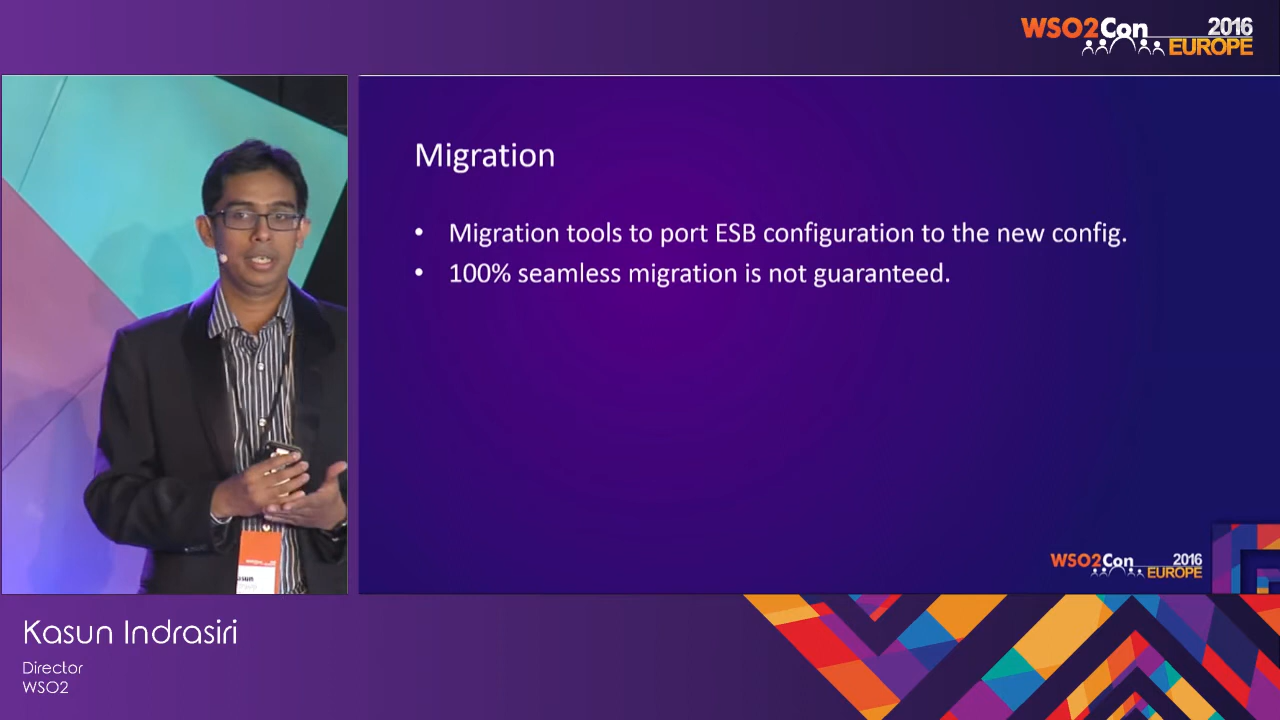 WSO2Con 2016
EUROPE
Migration
• Migration tools to port ESB configuration to the new config.
• 100% seamless migration is not guaranteed.
WSO2Con 2016
EUROPE
Kasun Indrasiri
Director
WSO2